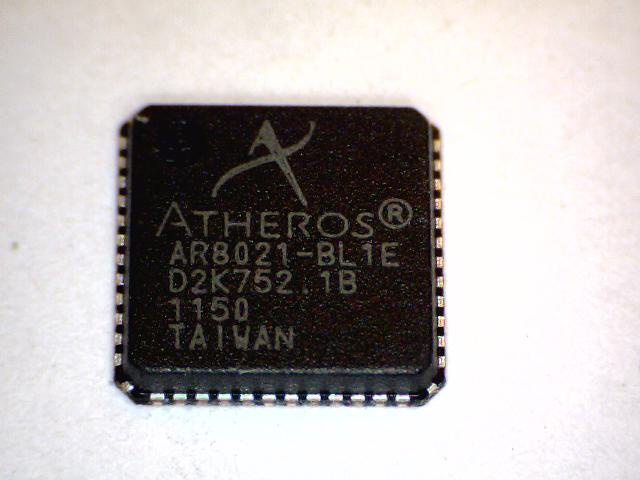 ATHEROS®
AR8021-BL1E
D2K752.1B
1150
TAIWAN